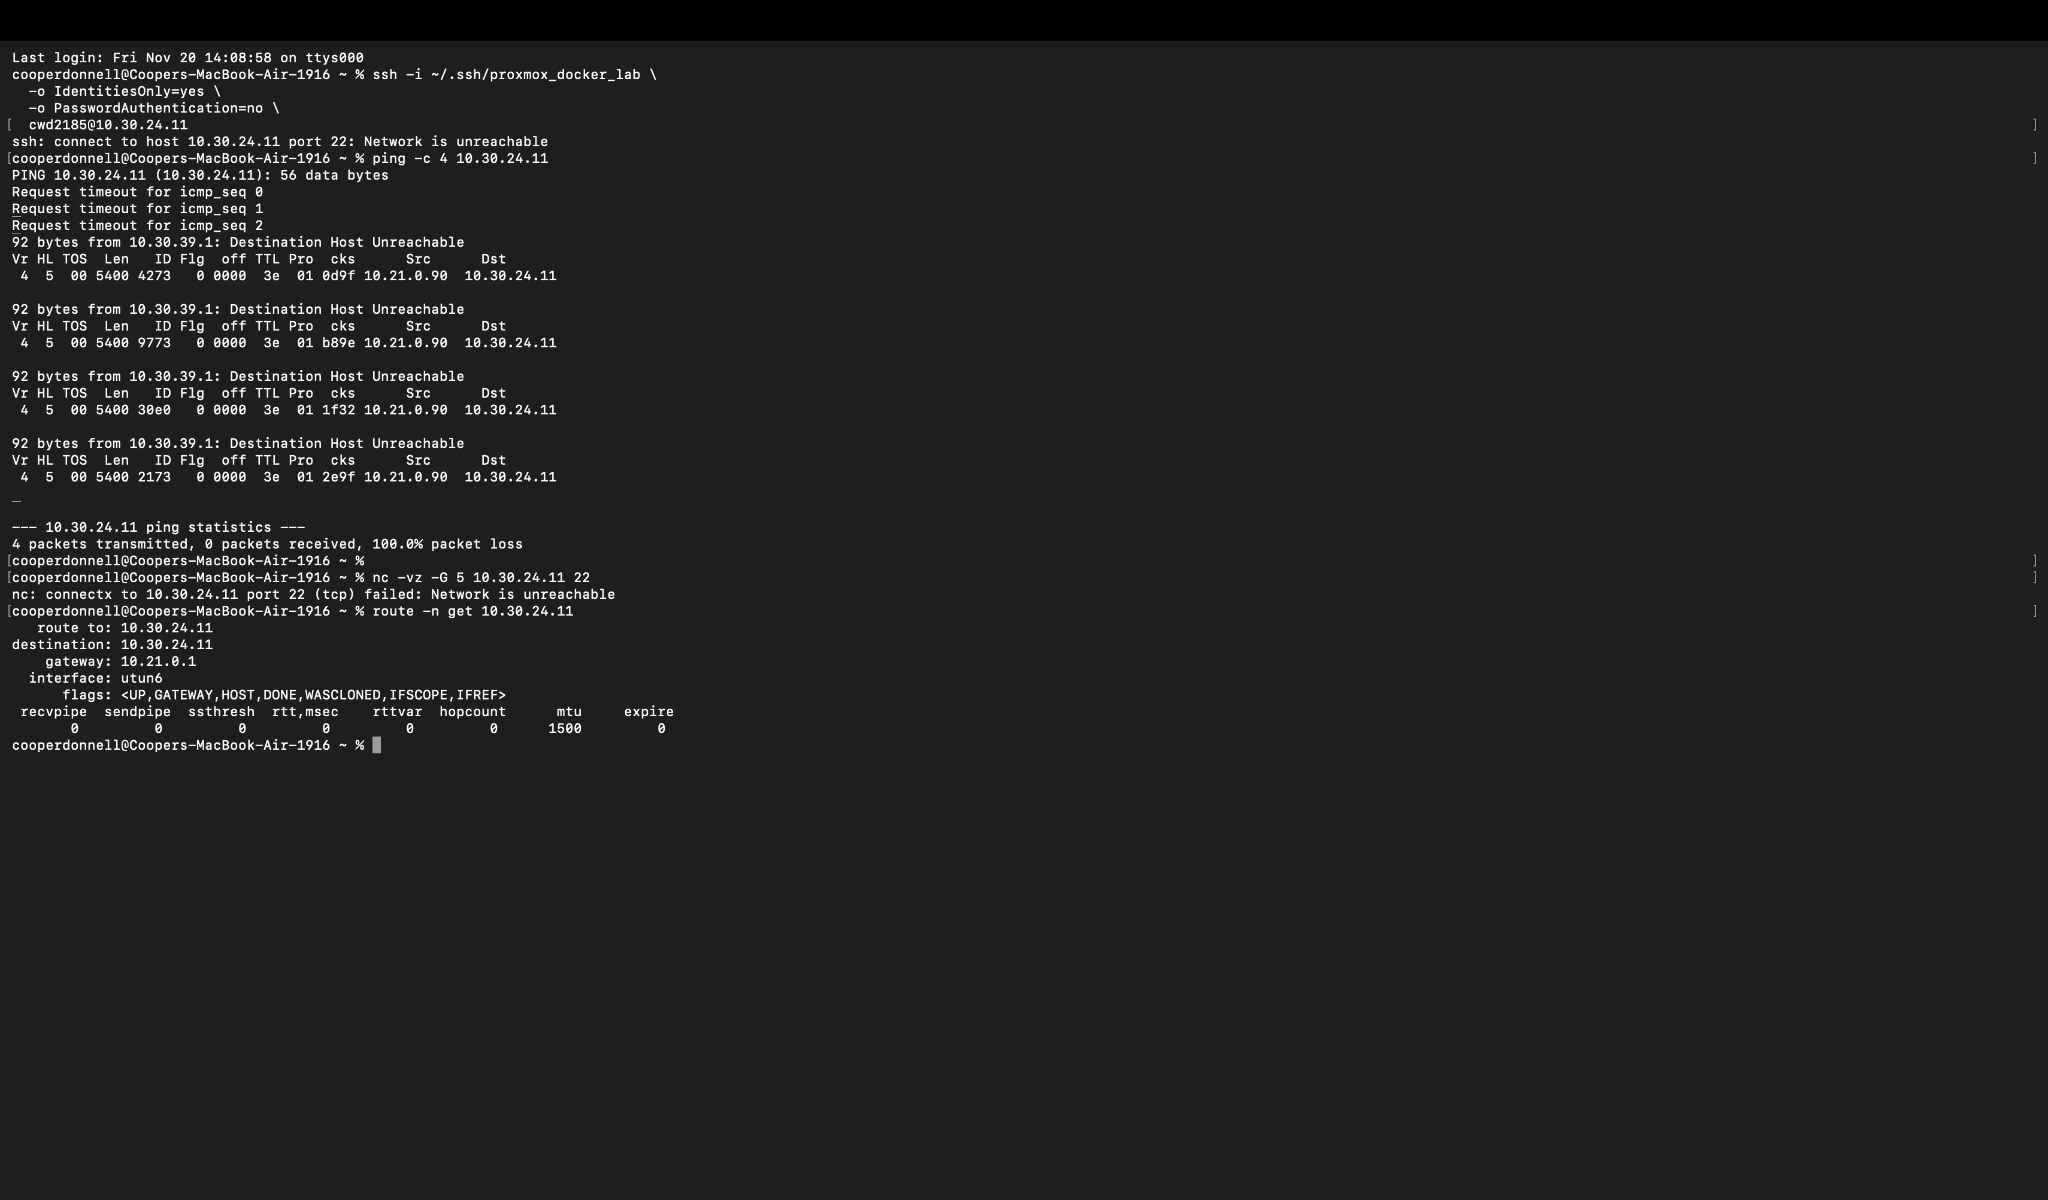 Last login: Fri Nov 20 14:08:58 on ttys000
cooperdonnell@Coopers-MacBook-Air-1916 ~ % ssh -i ~/.ssh/proxmox_docker_lab \
  -o IdentitiesOnly=yes \
  -o PasswordAuthentication=no \
[  cwd2185@10.30.24.11 ]
ssh: connect to host 10.30.24.11 port 22: Network is unreachable
[cooperdonnell@Coopers-MacBook-Air-1916 ~ % ping -c 4 10.30.24.11 ]
PING 10.30.24.11 (10.30.24.11): 56 data bytes
Request timeout for icmp_seq 0
Request timeout for icmp_seq 1
Request timeout for icmp_seq 2
92 bytes from 10.30.39.1: Destination Host Unreachable
Vr HL TOS  Len   ID Flg  off TTL Pro  cks      Src      Dst
 4  5  00 5400 4273   0 0000  3e  01 0d9f 10.21.0.90  10.30.24.11

92 bytes from 10.30.39.1: Destination Host Unreachable
Vr HL TOS  Len   ID Flg  off TTL Pro  cks      Src      Dst
 4  5  00 5400 9773   0 0000  3e  01 b89e 10.21.0.90  10.30.24.11

92 bytes from 10.30.39.1: Destination Host Unreachable
Vr HL TOS  Len   ID Flg  off TTL Pro  cks      Src      Dst
 4  5  00 5400 30e0   0 0000  3e  01 1f32 10.21.0.90  10.30.24.11

92 bytes from 10.30.39.1: Destination Host Unreachable
Vr HL TOS  Len   ID Flg  off TTL Pro  cks      Src      Dst
 4  5  00 5400 2173   0 0000  3e  01 2e9f 10.21.0.90  10.30.24.11

--- 10.30.24.11 ping statistics ---
4 packets transmitted, 0 packets received, 100.0% packet loss
[cooperdonnell@Coopers-MacBook-Air-1916 ~ % ]
[cooperdonnell@Coopers-MacBook-Air-1916 ~ % nc -vz -G 5 10.30.24.11 22 ]
nc: connectx to 10.30.24.11 port 22 (tcp) failed: Network is unreachable
[cooperdonnell@Coopers-MacBook-Air-1916 ~ % route -n get 10.30.24.11 ]
   route to: 10.30.24.11
destination: 10.30.24.11
    gateway: 10.21.0.1
  interface: utun6
      flags: <UP,GATEWAY,HOST,DONE,WASCLONED,IFSCOPE,IFREF>
 recvpipe  sendpipe  ssthresh  rtt,msec    rttvar  hopcount      mtu     expire
       0         0         0         0         0         0      1500         0
cooperdonnell@Coopers-MacBook-Air-1916 ~ %